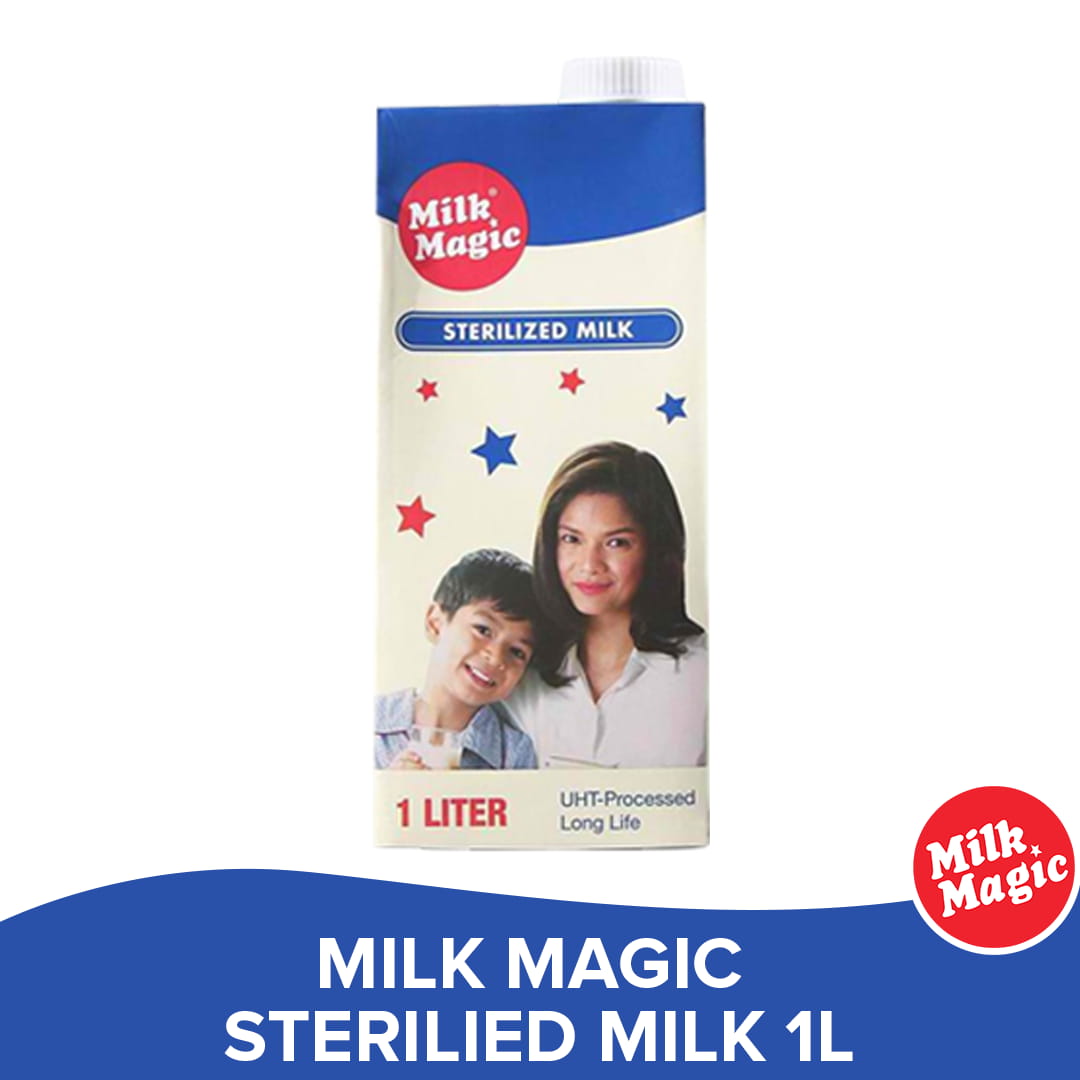 Milk®
Magic
STERILIZED MILK
1 LITER
UHT-Processed
Long Life
Milk
Magic
MILK MAGIC
STERILIED MILK 1L